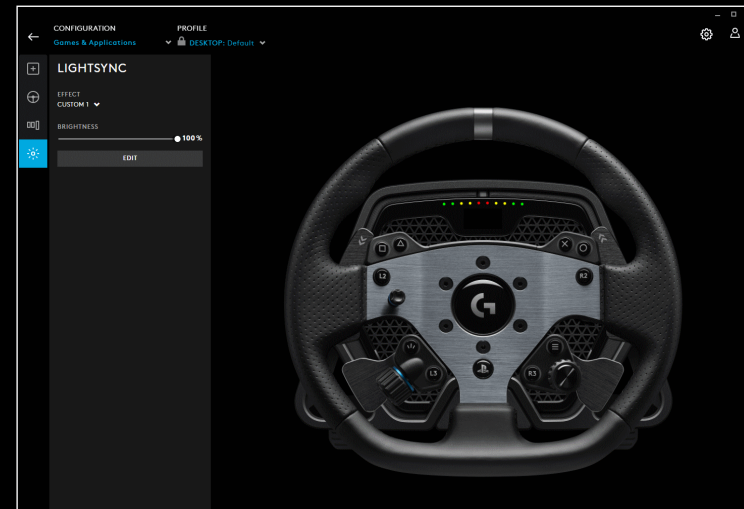 CONFIGURATION
PROFILE
Games & Applications
DESKTOP: Default
LIGHTSYNC
EFFECT
CUSTOM 1
BRIGHTNESS
100%
EDIT
L2
R2
G
L3
R3